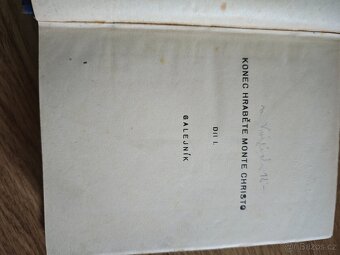 KONEC HRABĚTE MONTE CHRISTO
DÍL I.
GALEJNÍK